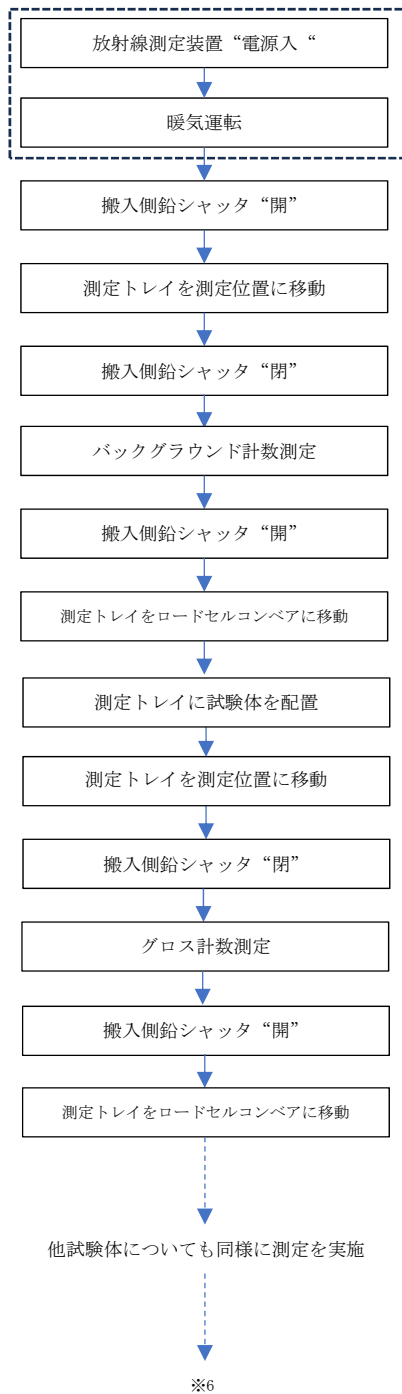 放射線測定装置“電源入“
暖気運転
搬入側鉛シャッタ“開”
測定トレイを測定位置に移動
搬入側鉛シャッタ“閉”
バックグラウンド計数測定
搬入側鉛シャッタ“開”
測定トレイをロードセルコンベアに移動
測定トレイに試験体を配置
測定トレイを測定位置に移動
搬入側鉛シャッタ“閉”
グロス計数測定
搬入側鉛シャッタ“開”
測定トレイをロードセルコンベアに移動
他試験体についても同様に測定を実施
※6